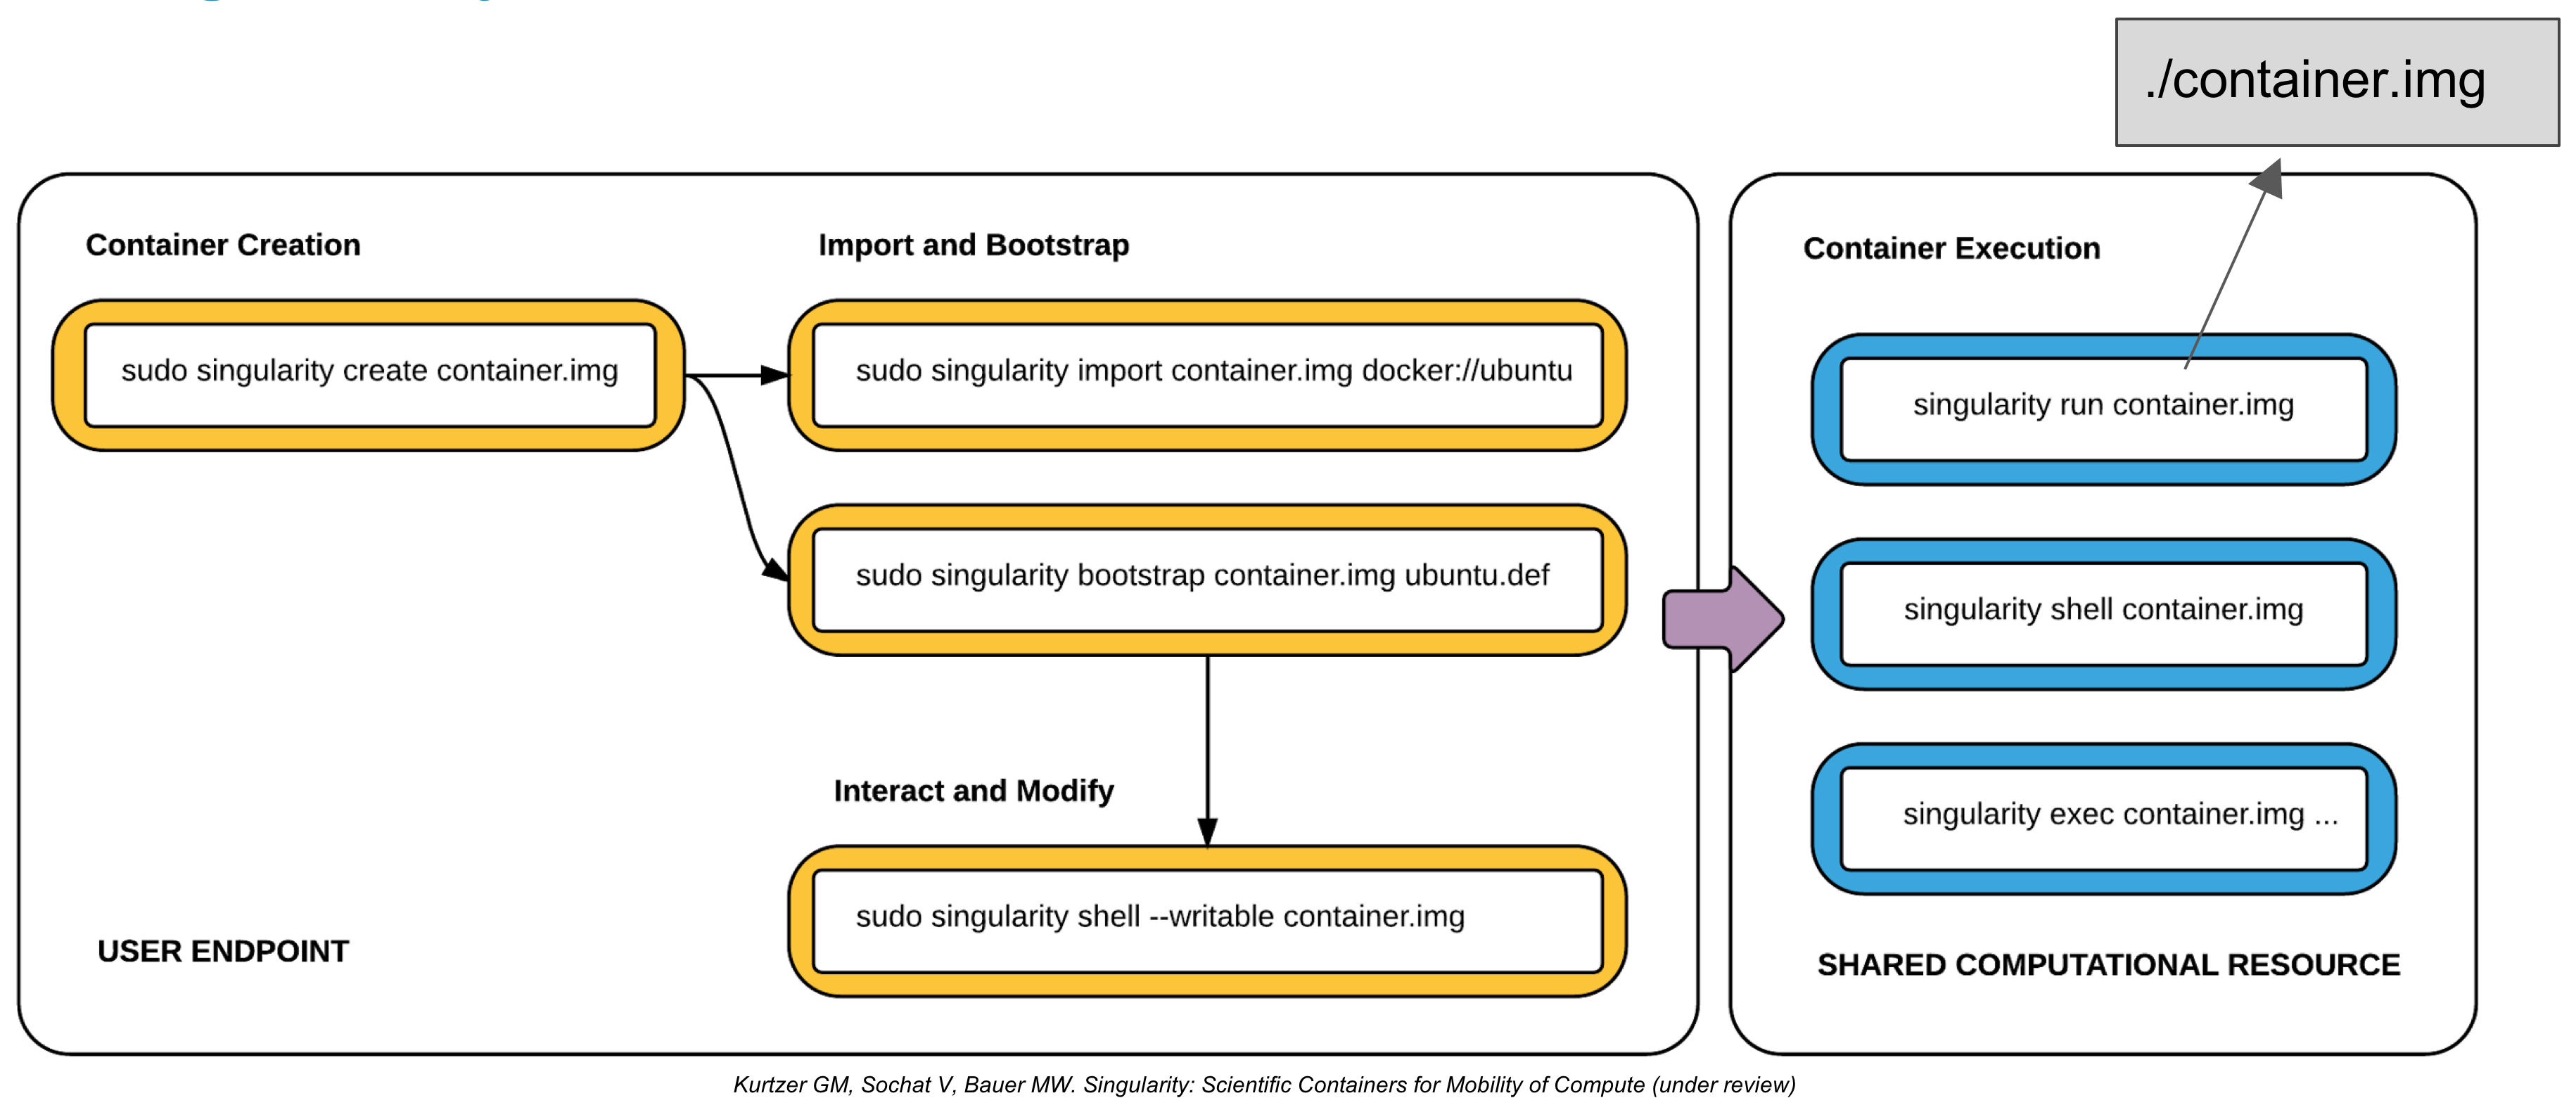 ./container.img
Container Creation
sudo singularity create container.img
Import and Bootstrap
sudo singularity import container.img docker://ubuntu
sudo singularity bootstrap container.img ubuntu.def
Interact and Modify
sudo singularity shell --writable container.img
USER ENDPOINT
Container Execution
singularity run container.img
singularity shell container.img
singularity exec container.img ...
SHARED COMPUTATIONAL RESOURCE
Kurtzer GM, Sochat V, Bauer MW. Singularity: Scientific Containers for Mobility of Compute (under review)